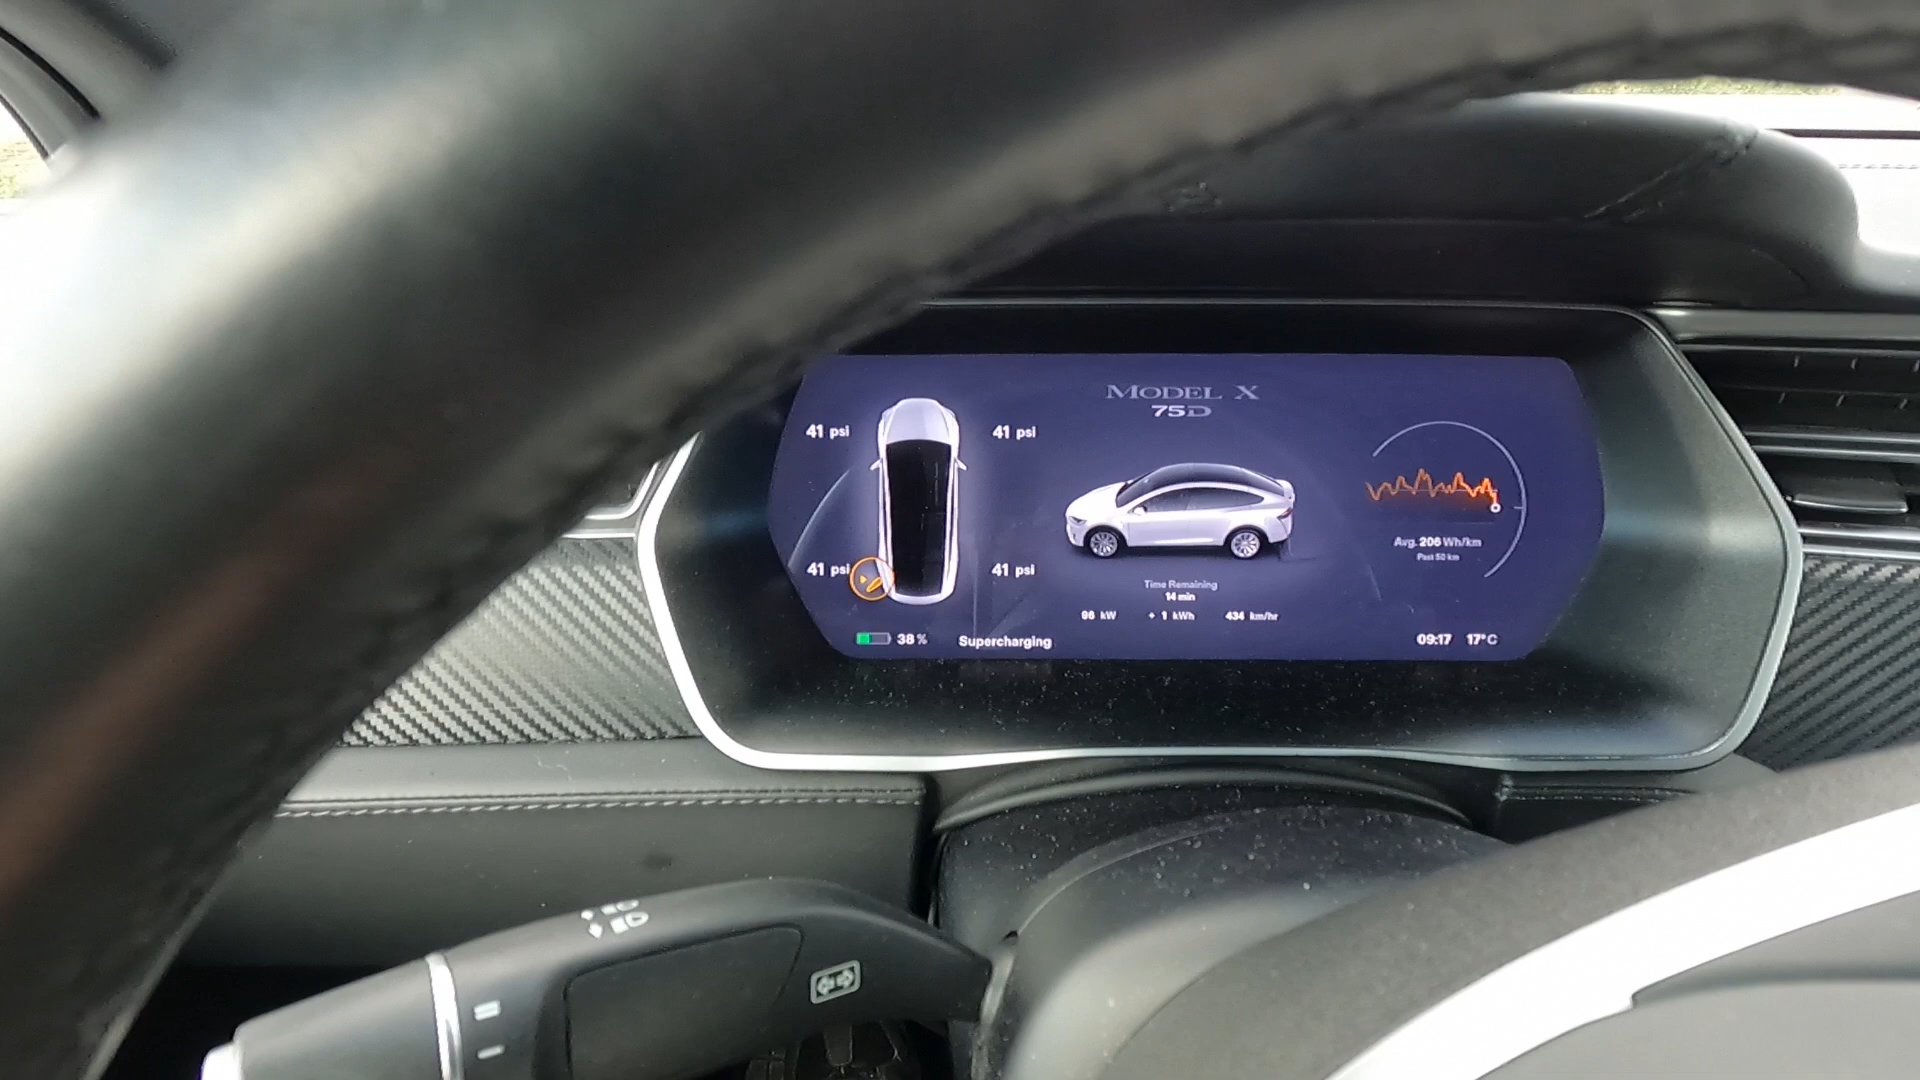 MODEL X
75D
41 psi
41 psi
41 psi
41 psi
Avg. 206 Wh/km
Past 50 km
Time Remaining
14 min
96 kW + 1 kWh 434 km/hr
38 % Supercharging 09:17 17°C